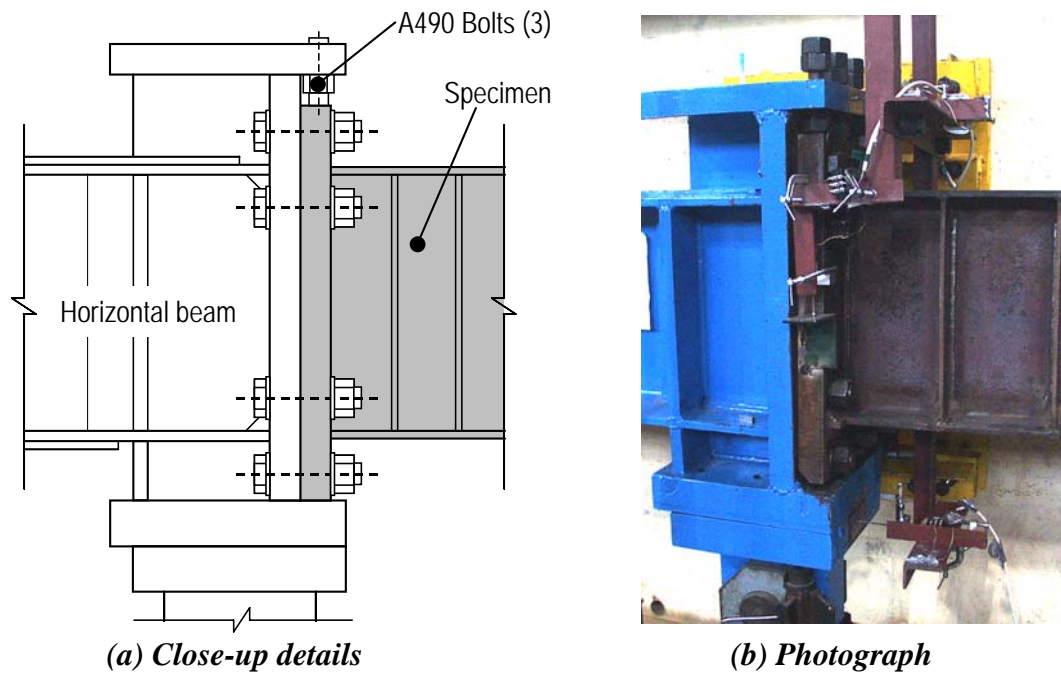 A490 Bolts (3)
Specimen
Horizontal beam
(a) Close-up details
(b) Photograph